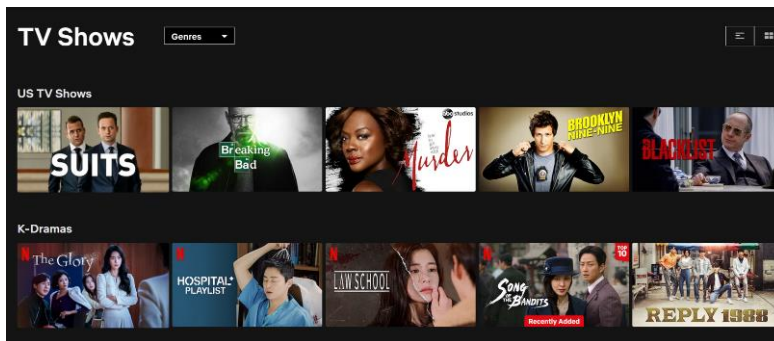 TV Shows
Genres
US TV Shows
SUITS
Breaking
Bad
abc studios
Murder
BROOKLYN
NINE-NINE
BLACKLIST
K-Dramas
N
The Glory
N
HOSPITAL
PLAYLIST
N
LAW SCHOOL
N
TOP
10
SONG
OF THE
BANDITS
Recently Added
REPLY 1988